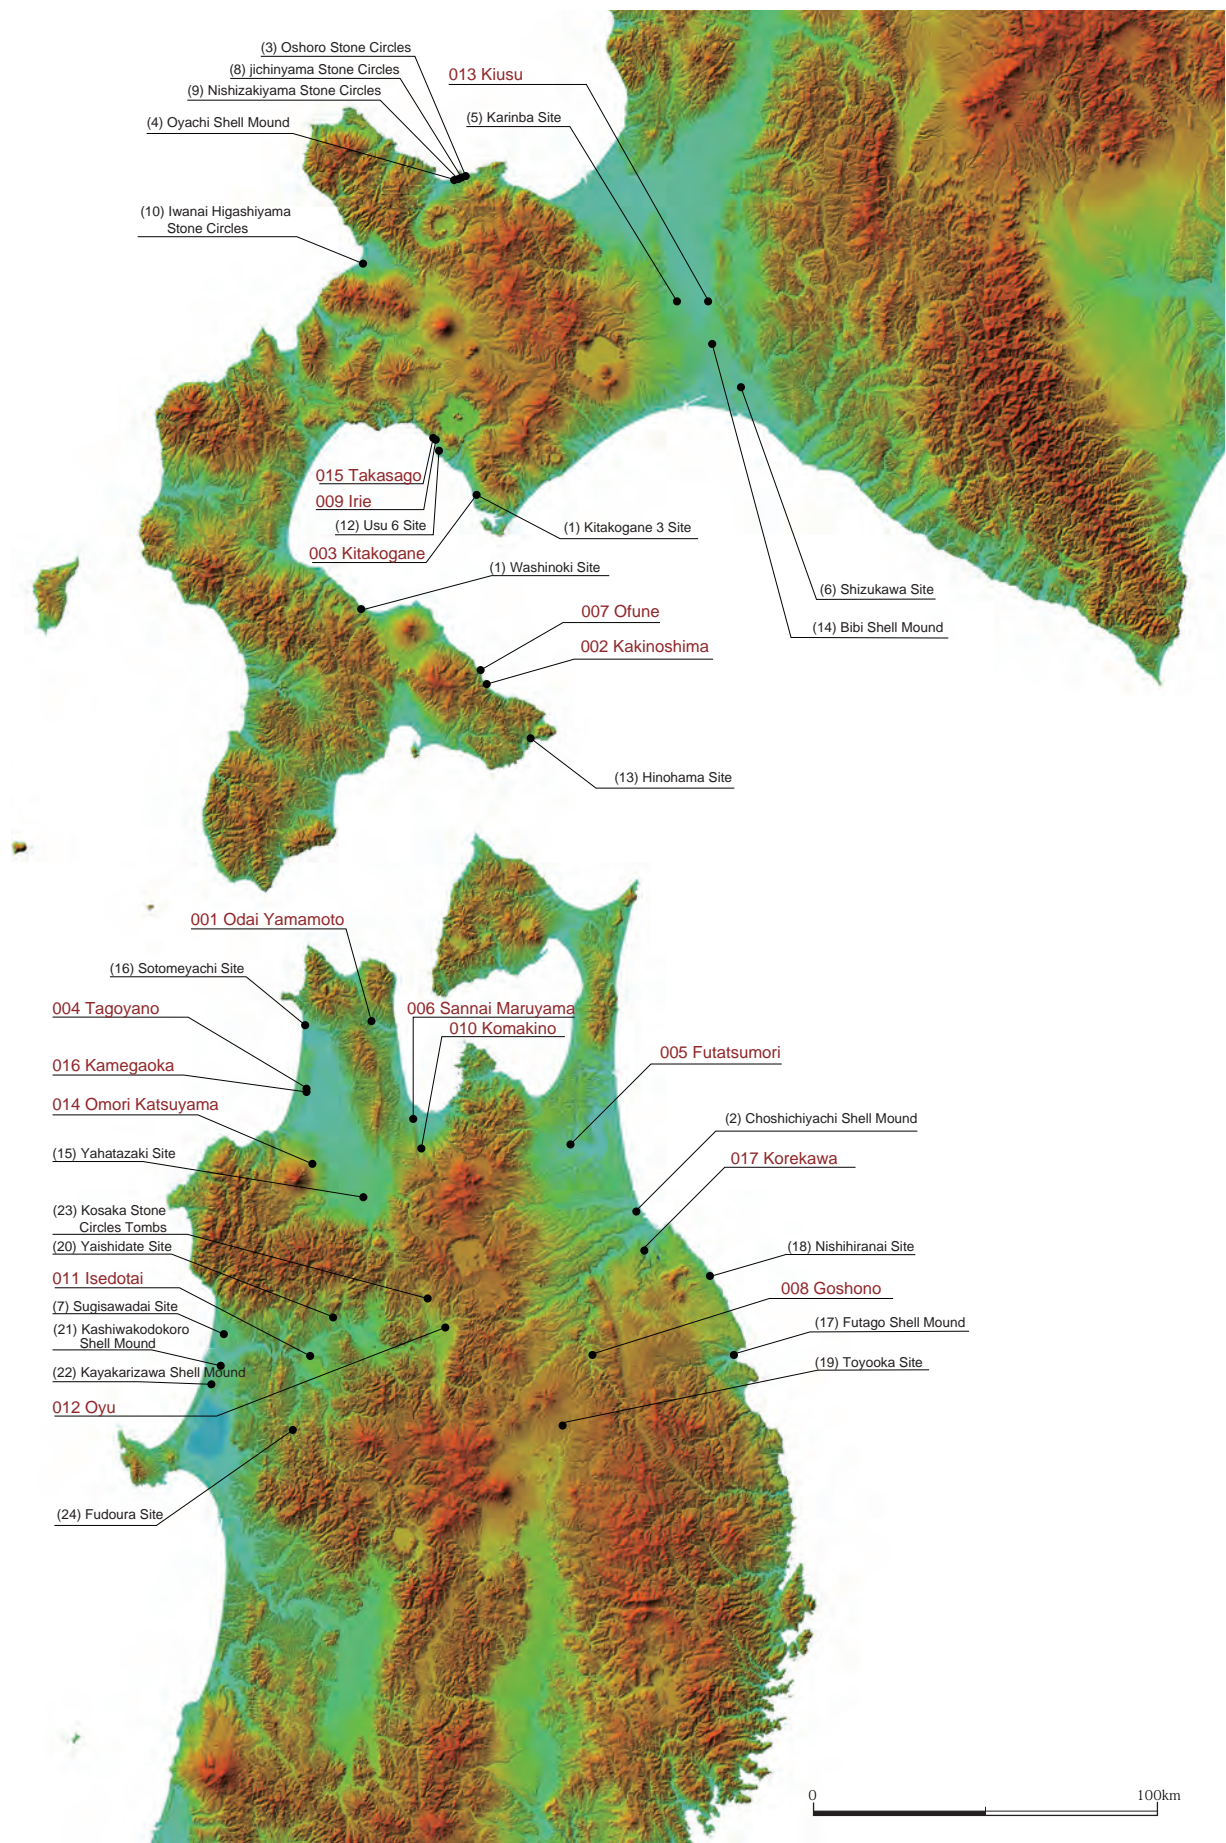 (3) Oshoro Stone Circles
(8) jichinyama Stone Circles
(9) Nishizakiyama Stone Circles
(4) Oyachi Shell Mound
013 Kiusu
(5) Karinba Site
(10) Iwanai Higashiyama
Stone Circles
015 Takasago
009 Irie
(12) Usu 6 Site
003 Kitakogane
(1) Kitakogane 3 Site
(1) Washinoki Site
(6) Shizukawa Site
007 Ofune
(14) Bibi Shell Mound
002 Kakinoshima
(13) Hinohama Site
001 Odai Yamamoto
(16) Sotomeyachi Site
004 Tagoyano
006 Sannai Maruyama
010 Komakino
005 Futatsumori
016 Kamegaoka
014 Omori Katsuyama
(2) Choshichiyachi Shell Mound
(15) Yahatazaki Site
017 Korekawa
(23) Kosaka Stone
Circles Tombs
(20) Yaishidate Site
(18) Nishihiranai Site
011 Isedotai
008 Goshono
(7) Sugisawadai Site
(17) Futago Shell Mound
(21) Kashiwakodokoro
Shell Mound
(19) Toyooka Site
(22) Kayakarizawa Shell Mound
012 Oyu
(24) Fudoura Site
0 100km